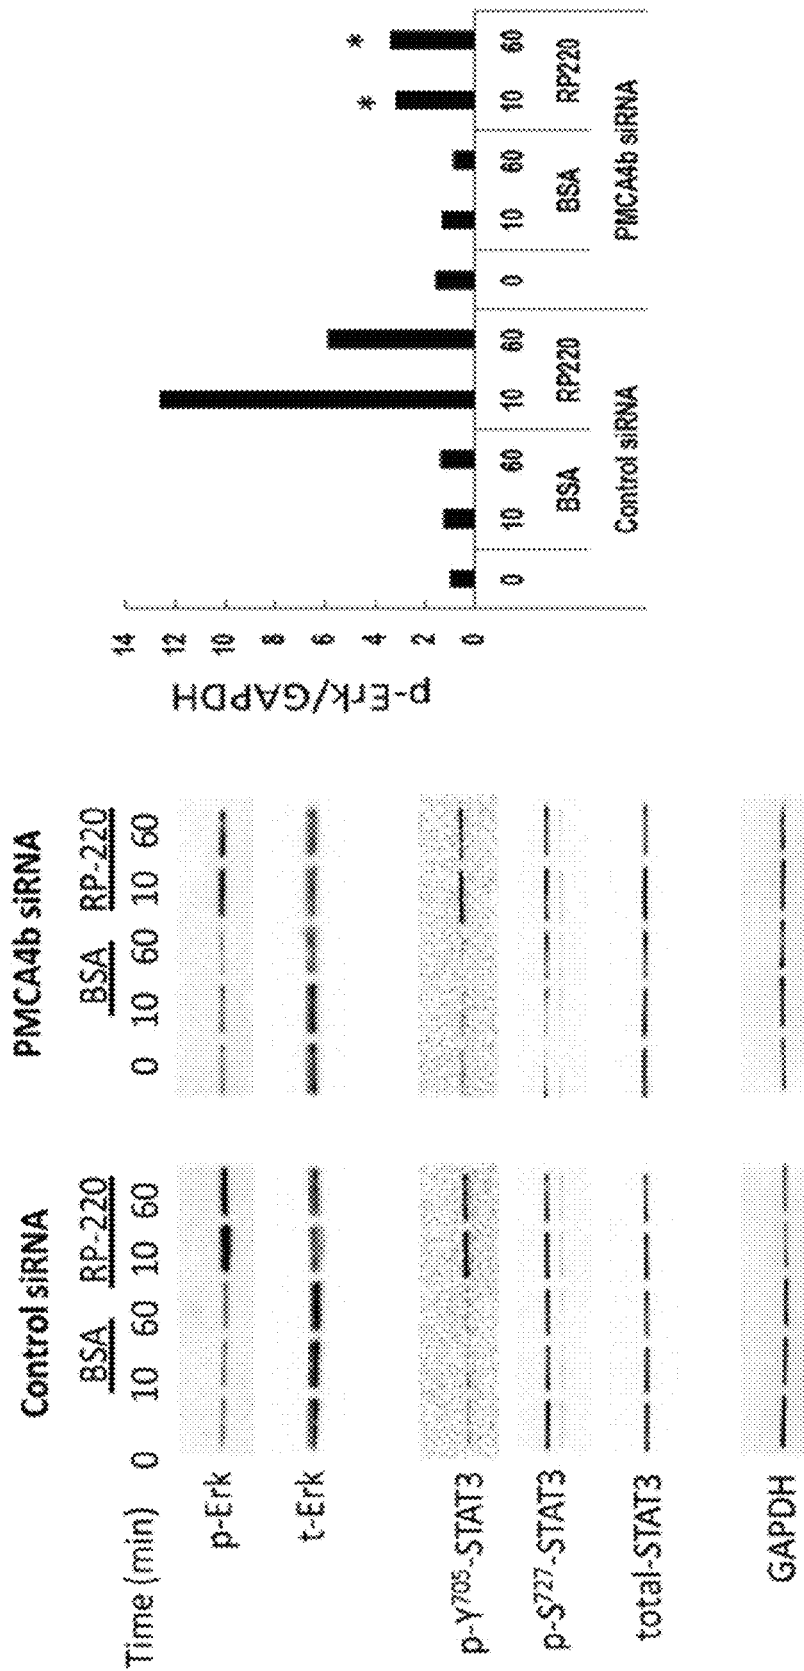 Control siRNA PMCA4b siRNA
BSA RP-220 BSA RP-220
Time (min) 0 10 60 10 60 0 10 60 10 60
p-Erk
t-Erk
p-Y705-STAT3
p-S727-STAT3
total-STAT3
GAPDH
p-Erk/GAPDH
14
12
10
8
6
4
2
0
* *
0 10 60 10 60 0 10 60 10 60
BSA RP220 BSA RP220
Control siRNA PMCA4b siRNA